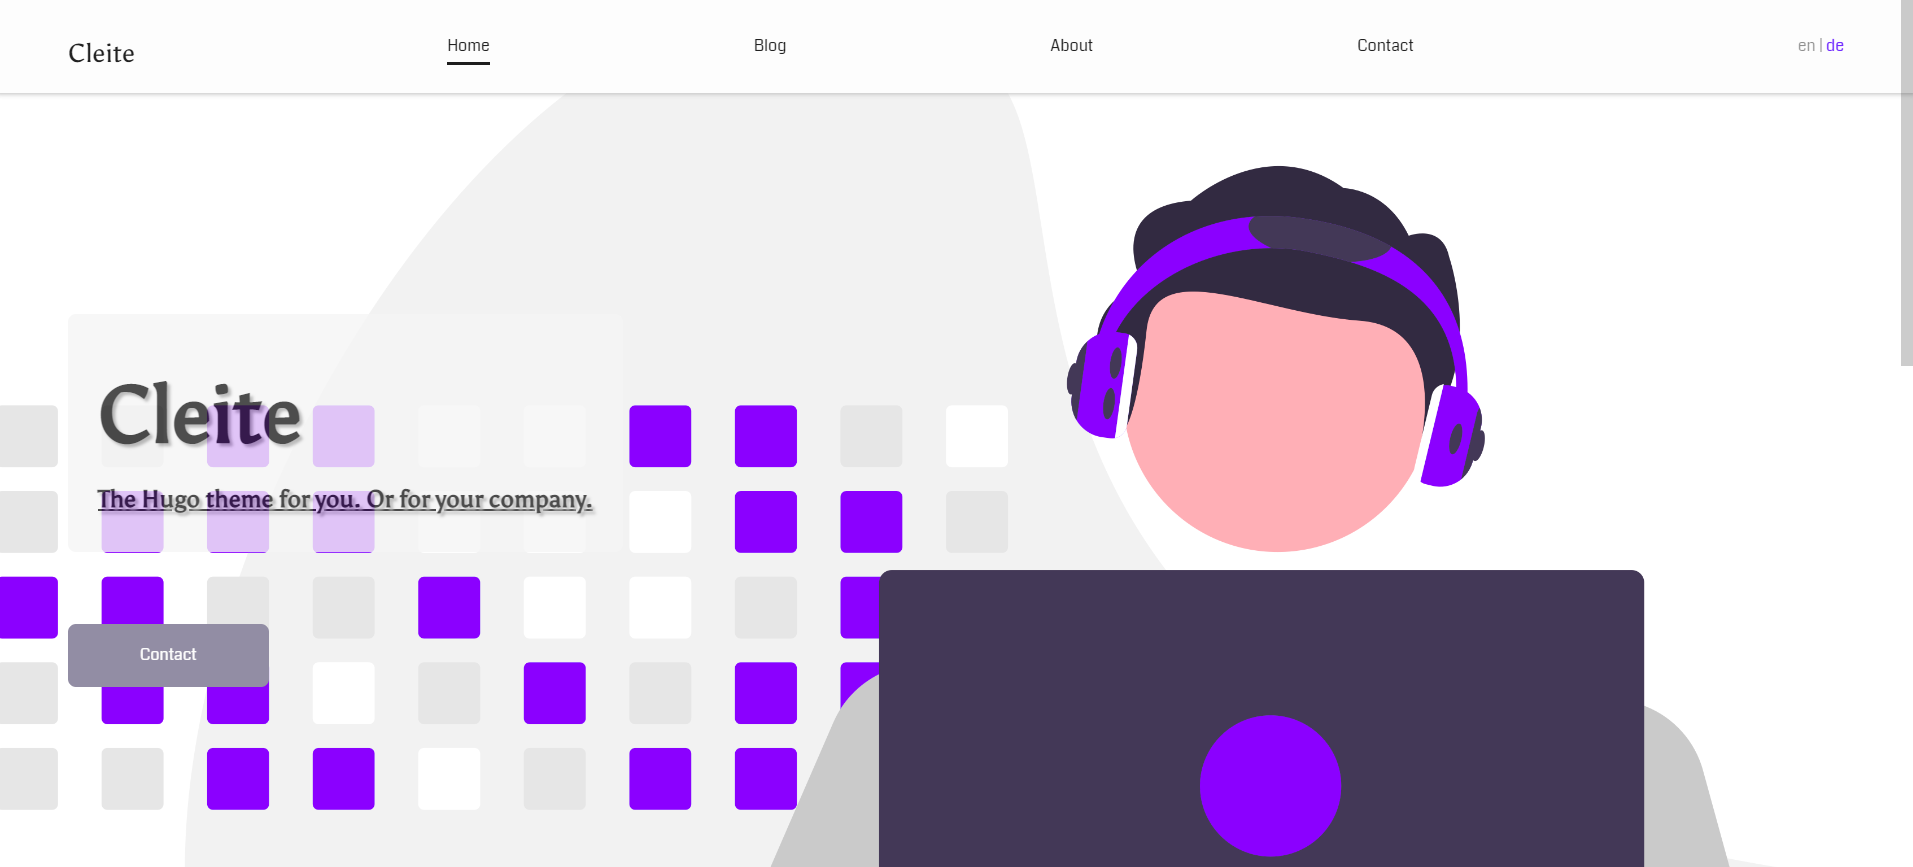 Cleite
Home
Blog
About
Contact
en | de
Cleite
The Hugo theme for you. Or for your company.
Contact